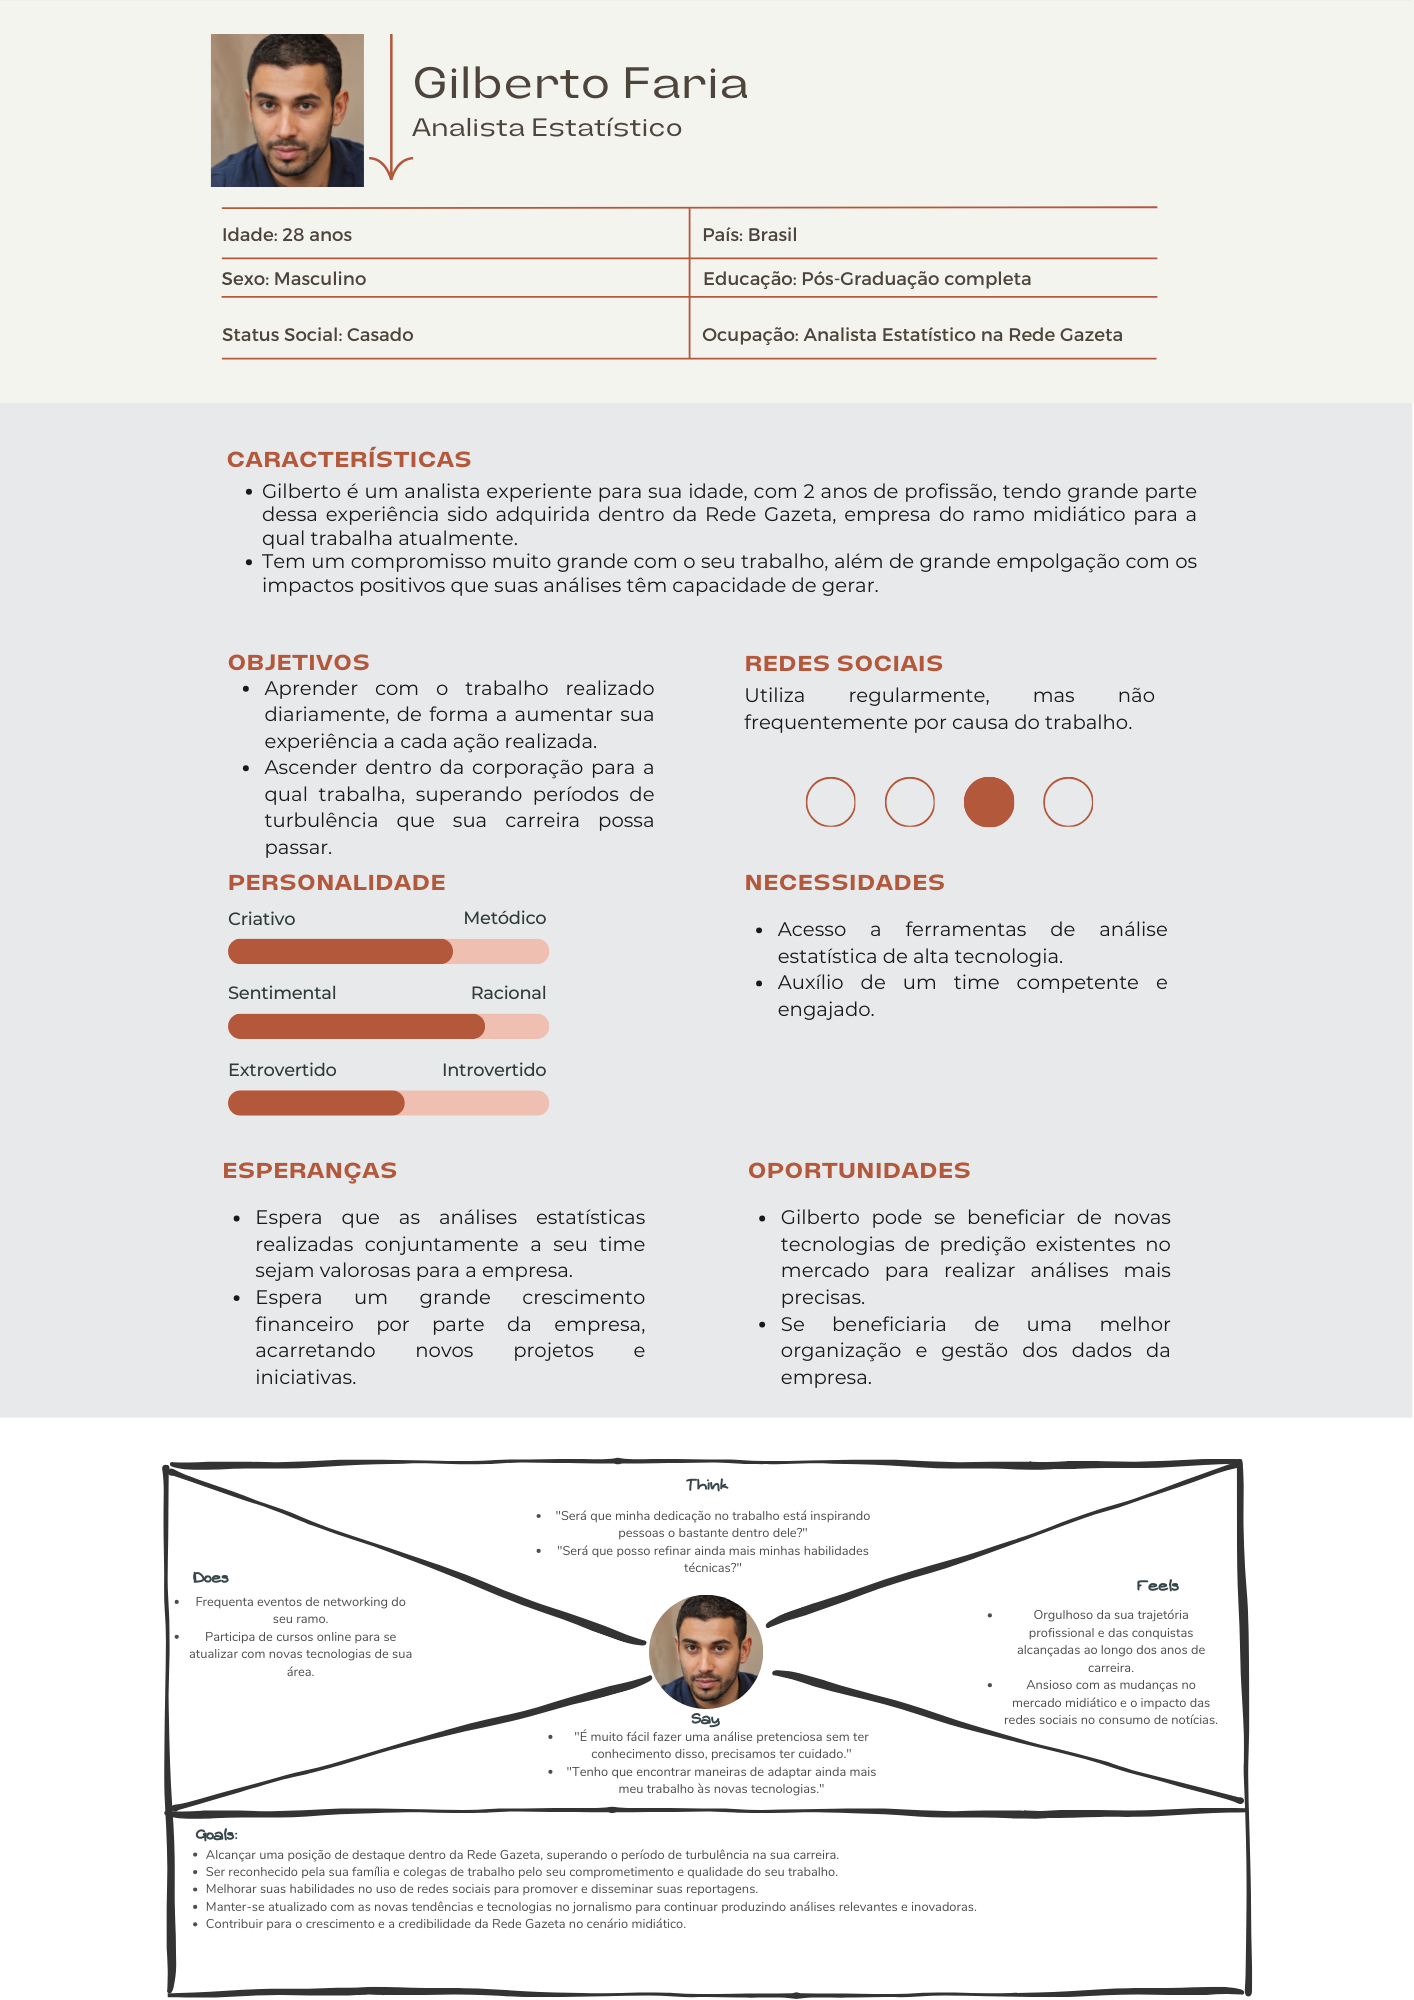 Gilberto Faria
Analista Estatístico
Idade: 28 anos
País: Brasil
Sexo: Masculino
Educação: Pós-Graduação completa
Status Social: Casado
Ocupação: Analista Estatístico na Rede Gazeta
CARACTERÍSTICAS
• Gilberto é um analista experiente para sua idade, com 2 anos de profissão, tendo grande parte
dessa experiência sido adquirida dentro da Rede Gazeta, empresa do ramo midiático para a
qual trabalha atualmente.
• Tem um compromisso muito grande com o seu trabalho, além de grande empolgação com os
impactos positivos que suas análises têm capacidade de gerar.
OBJETIVOS
• Aprender com o trabalho realizado
diariamente, de forma a aumentar sua
experiência a cada ação realizada.
• Ascender dentro da corporação para a
qual trabalha, superando períodos de
turbulência que sua carreira possa
passar.
REDES SOCIAIS
Utiliza regularmente, mas não
frequentemente por causa do trabalho.
PERSONALIDADE
Criativo
Metódico
Sentimental
Racional
Extrovertido
Introvertido
NECESSIDADES
• Acesso a ferramentas de análise
estatística de alta tecnologia.
• Auxílio de um time competente e
engajado.
ESPERANÇAS
• Espera que as análises estatísticas
realizadas conjuntamente a seu time
sejam valorosas para a empresa.
• Espera um grande crescimento
financeiro por parte da empresa,
acarretando novos projetos e
iniciativas.
OPORTUNIDADES
• Gilberto pode se beneficiar de novas
tecnologias de predição existentes no
mercado para realizar análises mais
precisas.
• Se beneficiaria de uma melhor
organização e gestão dos dados da
empresa.
Think
• "Será que minha dedicação no trabalho está inspirando
pessoas o bastante dentro dele?"
• "Será que posso refinar ainda mais minhas habilidades
técnicas?"
Does
• Frequenta eventos de networking do
seu ramo.
• Participa de cursos online para se
atualizar com novas tecnologias de sua
área.
Feels
• Orgulhoso da sua trajetória
profissional e das conquistas
alcançadas ao longo dos anos de
carreira.
• Ansioso com as mudanças no
mercado midiático e o impacto das
redes sociais no consumo de notícias.
Say
• "É muito fácil fazer uma análise pretenciosa sem ter
conhecimento disso, precisamos ter cuidado."
• "Tenho que encontrar maneiras de adaptar ainda mais
meu trabalho às novas tecnologias."
Goals:
• Alcançar uma posição de destaque dentro da Rede Gazeta, superando o período de turbulência na sua carreira.
• Ser reconhecido pela sua família e colegas de trabalho pelo seu comprometimento e qualidade do seu trabalho.
• Melhorar suas habilidades no uso de redes sociais para promover e disseminar suas reportagens.
• Manter-se atualizado com as novas tendências e tecnologias no jornalismo para continuar produzindo análises relevantes e inovadoras.
• Contribuir para o crescimento e a credibilidade da Rede Gazeta no cenário midiático.